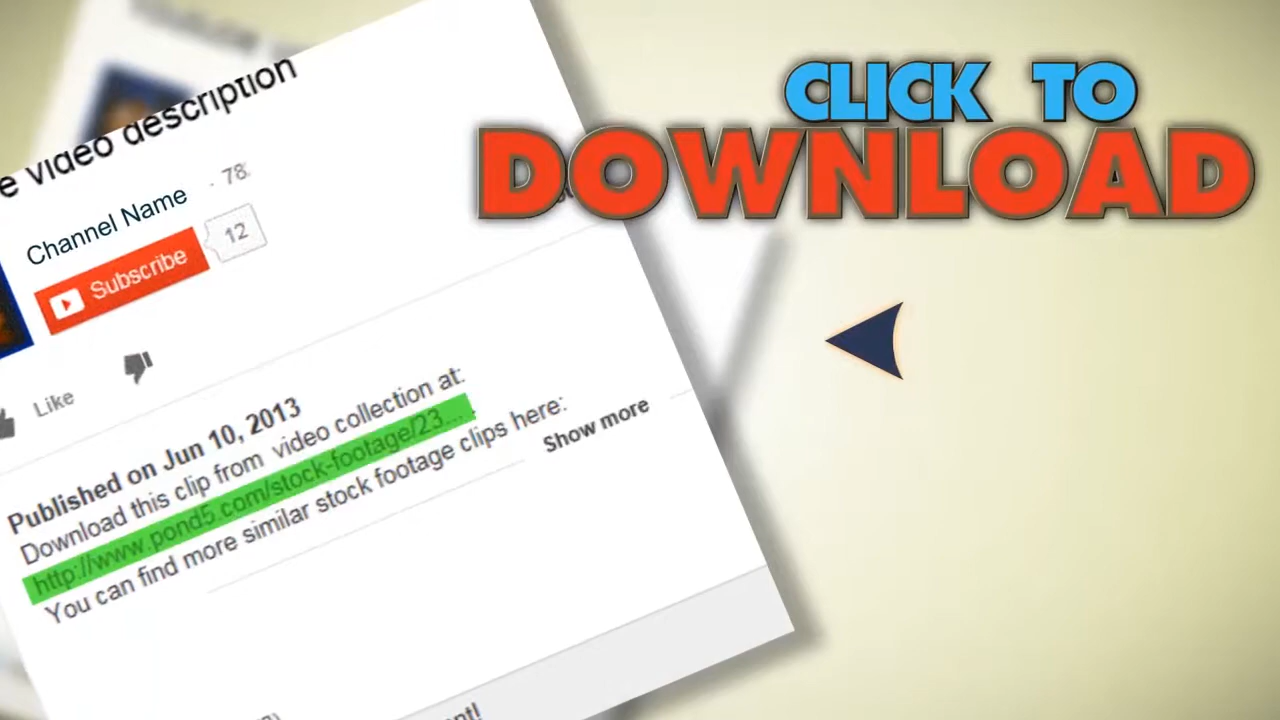 CLICK TO
DOWNLOAD
e video description
Channel Name
78
Subscribe
12
Like
Published on Jun 10, 2013
Download this clip from video collection at:
http://www.pond5.com/stock-footage/23... .
You can find more similar stock footage clips here:
Show more